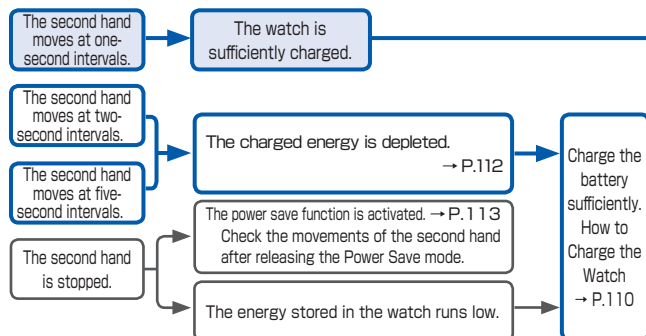 The second hand
moves at one-
second intervals.
The watch is
sufficiently charged.
The second hand
moves at two-
second intervals.
The second hand
moves at five-
second intervals.
The charged energy is depleted.
→ P.112
The second hand
is stopped.
The power save function is activated. → P.113
Check the movements of the second hand
after releasing the Power Save mode.
The energy stored in the watch runs low.
Charge the
battery
sufficiently.
How to
Charge the
Watch
→ P.110